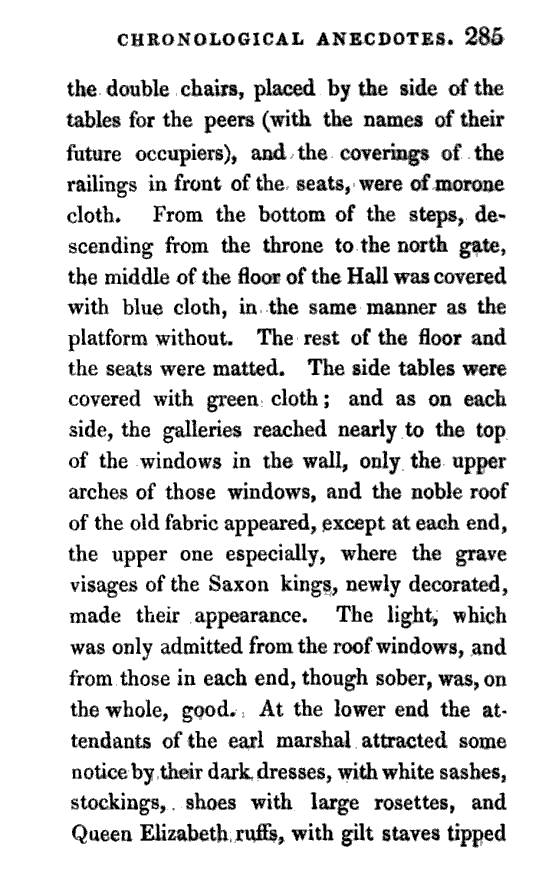 CHRONOLOGICAL ANECDOTES. 285
the double chairs, placed by the side of the
tables for the peers (with the names of their
future occupiers), and the coverings of the
railings in front of the seats, were of morone
cloth. From the bottom of the steps, de-
scending from the throne to the north gate,
the middle of the floor of the Hall was covered
with blue cloth, in the same manner as the
platform without. The rest of the floor and
the seats were matted. The side tables were
covered with green cloth; and as on each
side, the galleries reached nearly to the top
of the windows in the wall, only the upper
arches of those windows, and the noble roof
of the old fabric appeared, except at each end,
the upper one especially, where the grave
visages of the Saxon kings, newly decorated,
made their appearance. The light, which
was only admitted from the roof windows, and
from those in each end, though sober, was, on
the whole, good. At the lower end the at-
tendants of the earl marshal attracted some
notice by their dark dresses, with white sashes,
stockings, shoes with large rosettes, and
Queen Elizabeth ruffs, with gilt staves tipped